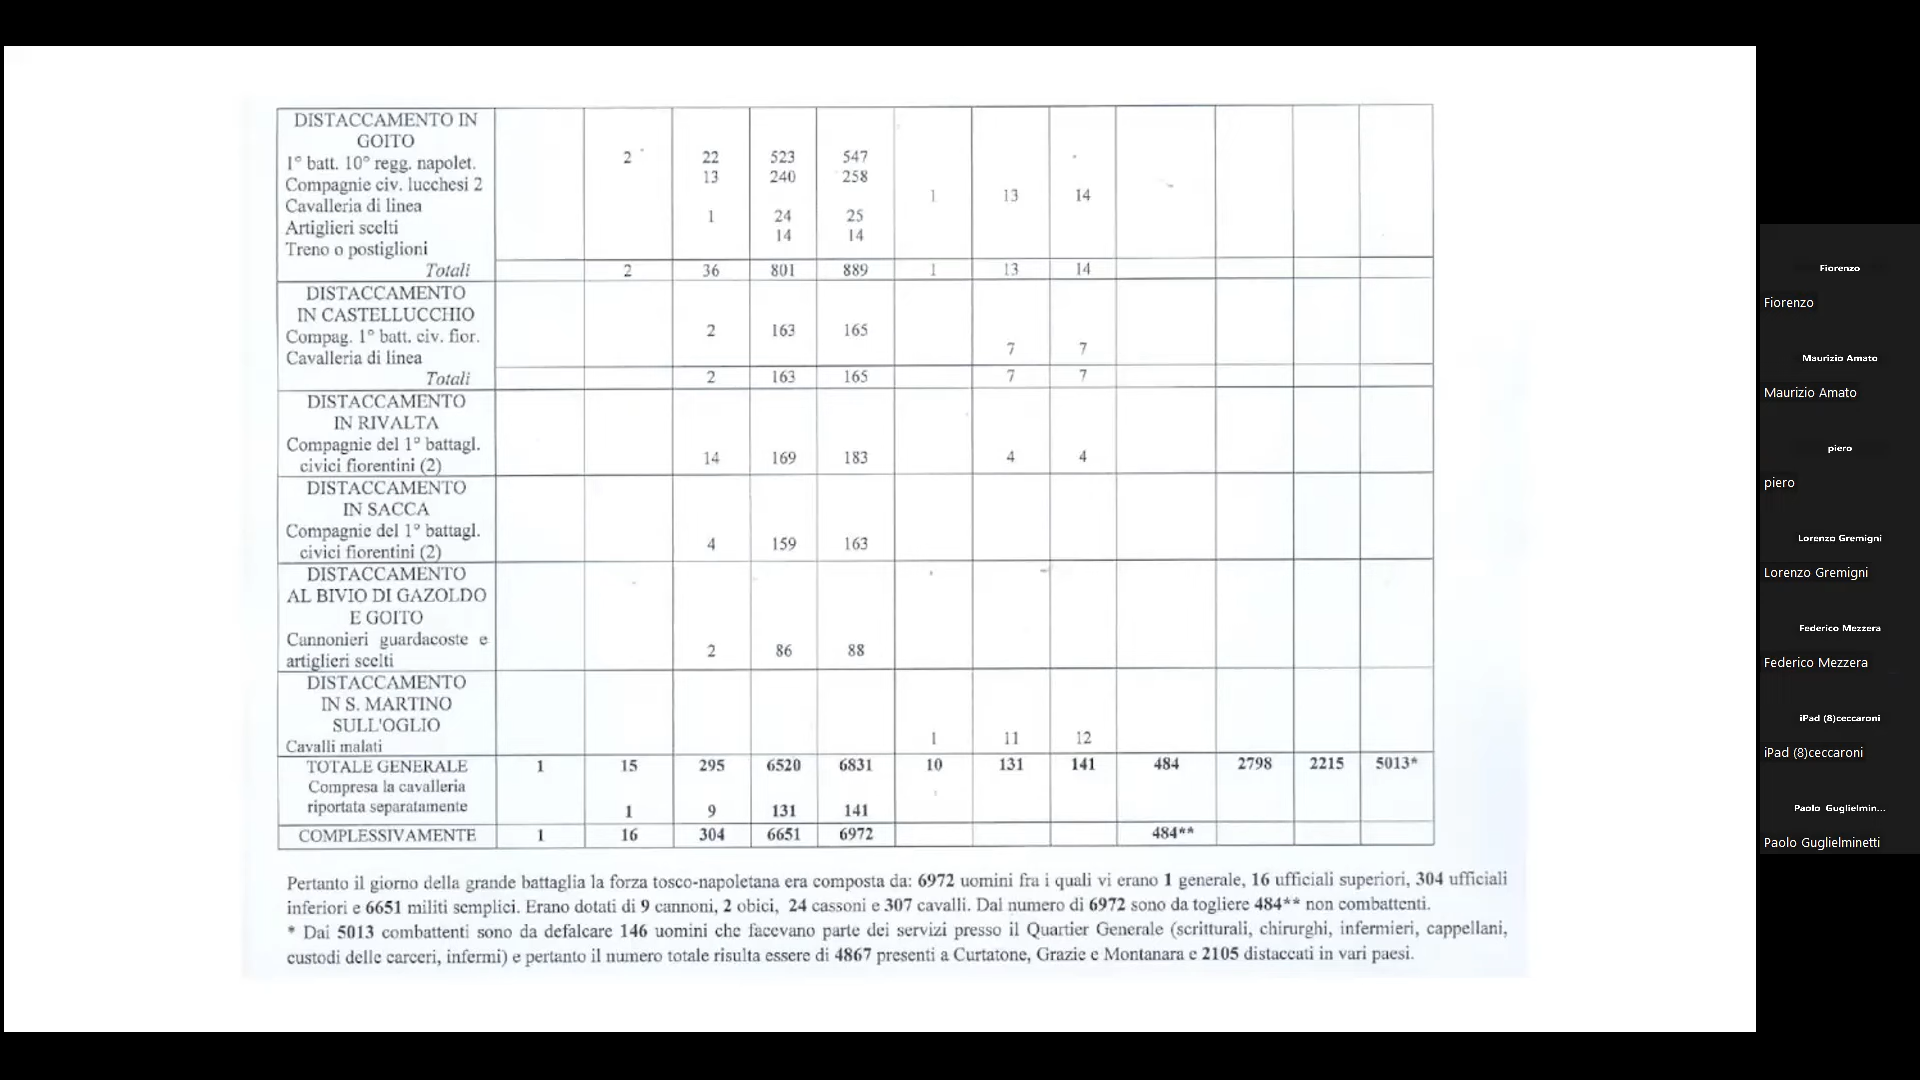 DISTACCAMENTO IN
GOITO
1° batt. 10° regg. napolet. 2 22 523 547
Compagnie civ. lucchesi 2 13 240 258
Cavalleria di linea 1 13 14
Artiglieri scelti 1 24 25
Treno o postiglioni 14 14
Totali 2 36 801 889 1 13 14
DISTACCAMENTO
IN CASTELLUCCHIO
Compag. 1° batt. civ. fior. 2 163 165
Cavalleria di linea 7 7
Totali 2 163 165 7 7
DISTACCAMENTO
IN RIVALTA
Compagnie del 1° battagl.
civici fiorentini (2) 14 169 183 4 4
DISTACCAMENTO
IN SACCA
Compagnie del 1° battagl.
civici fiorentini (2) 4 159 163
DISTACCAMENTO
AL BIVIO DI GAZOLDO
E GOITO
Cannonieri guardacoste e
artiglieri scelti 2 86 88
DISTACCAMENTO
IN S. MARTINO
SULL'OGLIO
Cavalli malati 1 11 12
TOTALE GENERALE 1 15 295 6520 6831 10 131 141 484 2798 2215 5013*
Compresa la cavalleria
riportata separatamente 1 9 131 141
COMPLESSIVAMENTE 1 16 304 6651 6972 484**
Pertanto il giorno della grande battaglia la forza tosco-napoletana era composta da: 6972 uomini fra i quali vi erano 1 generale, 16 ufficiali superiori, 304 ufficiali
inferiori e 6651 militi semplici. Erano dotati di 9 cannoni, 2 obici, 24 cassoni e 307 cavalli. Dal numero di 6972 sono da togliere 484** non combattenti.
* Dai 5013 combattenti sono da defalcare 146 uomini che facevano parte dei servizi presso il Quartier Generale (scritturali, chirurghi, infermieri, cappellani,
custodi delle carceri, infermi) e pertanto il numero totale risulta essere di 4867 presenti a Curtatone, Grazie e Montanara e 2105 distaccati in vari paesi.
Fiorenzo
Fiorenzo
Maurizio Amato
Maurizio Amato
piero
piero
Lorenzo Gremigni
Lorenzo Gremigni
Federico Mezzera
Federico Mezzera
iPad (8)ceccaroni
iPad (8)ceccaroni
Paolo Guglielmin...
Paolo Guglielminetti